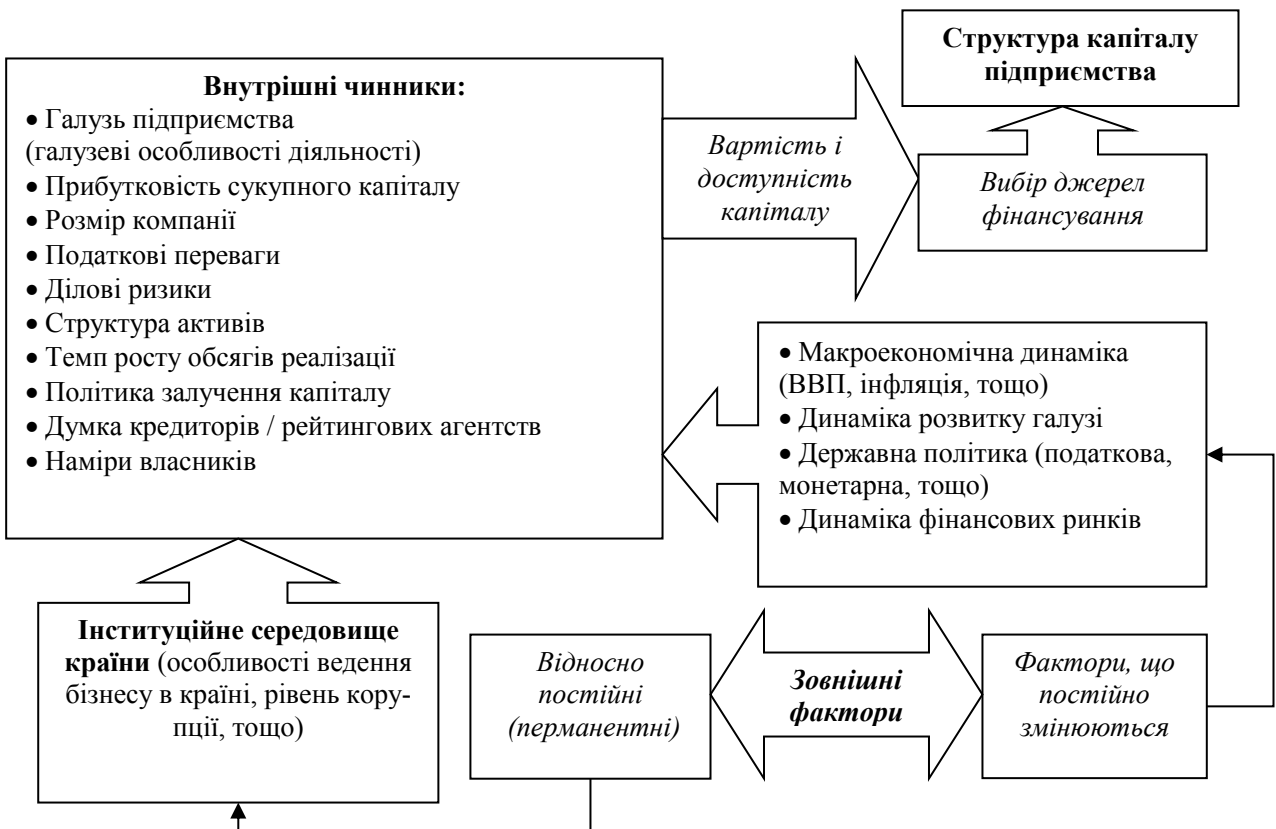 Структура капіталу
підприємства
Внутрішні чинники:
• Галузь підприємства
(галузеві особливості діяльності)
• Прибутковість сукупного капіталу
• Розмір компанії
• Податкові переваги
• Ділові ризики
• Структура активів
• Темп росту обсягів реалізації
• Політика залучення капіталу
• Думка кредиторів / рейтингових агентств
• Наміри власників
Вартість і
доступність
капіталу
Вибір джерел
фінансування
• Макроекономічна динаміка
(ВВП, інфляція, тощо)
• Динаміка розвитку галузі
• Державна політика (податкова,
монетарна, тощо)
• Динаміка фінансових ринків
Інституційне середовище
країни (особливості ведення
бізнесу в країні, рівень кору-
пції, тощо)
Відносно
постійні
(перманентні)
Зовнішні
фактори
Фактори, що
постійно
змінюються